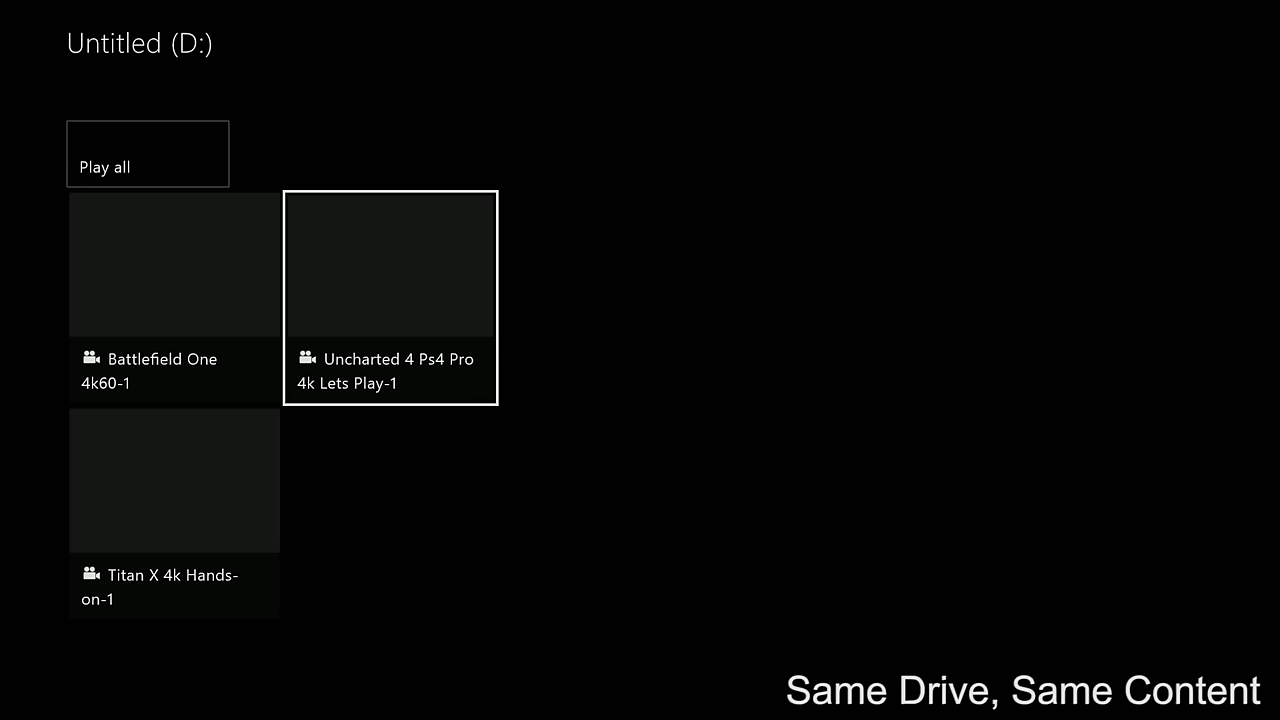 Untitled (D:)
Play all
Battlefield One
4k60-1
Uncharted 4 Ps4 Pro
4k Lets Play-1
Titan X 4k Hands-
on-1
Same Drive, Same Content